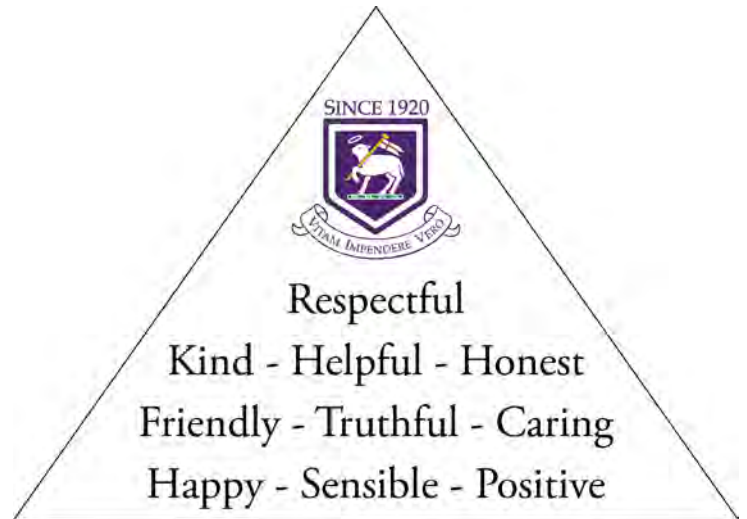 SINCE 1920
VITAM IMPENDERE VERO
Respectful
Kind - Helpful - Honest
Friendly - Truthful - Caring
Happy - Sensible - Positive